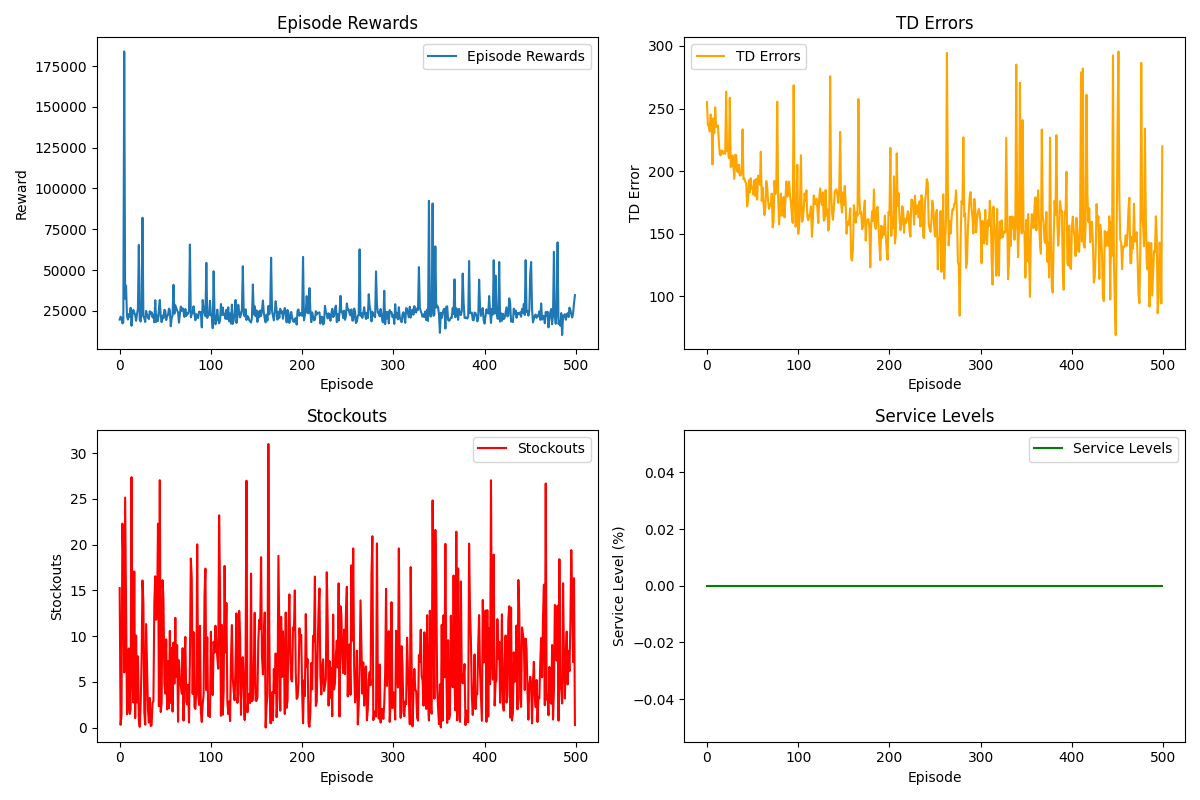 Episode Rewards
Episode Rewards
175000
150000
125000
100000
75000
50000
25000
Reward
0 100 200 300 400 500
Episode
TD Errors
TD Errors
300
250
200
150
100
TD Error
0 100 200 300 400 500
Episode
Stockouts
Stockouts
30
25
20
15
10
5
0
Stockouts
0 100 200 300 400 500
Episode
Service Levels
Service Levels
0.04
0.02
0.00
−0.02
−0.04
Service Level (%)
0 100 200 300 400 500
Episode